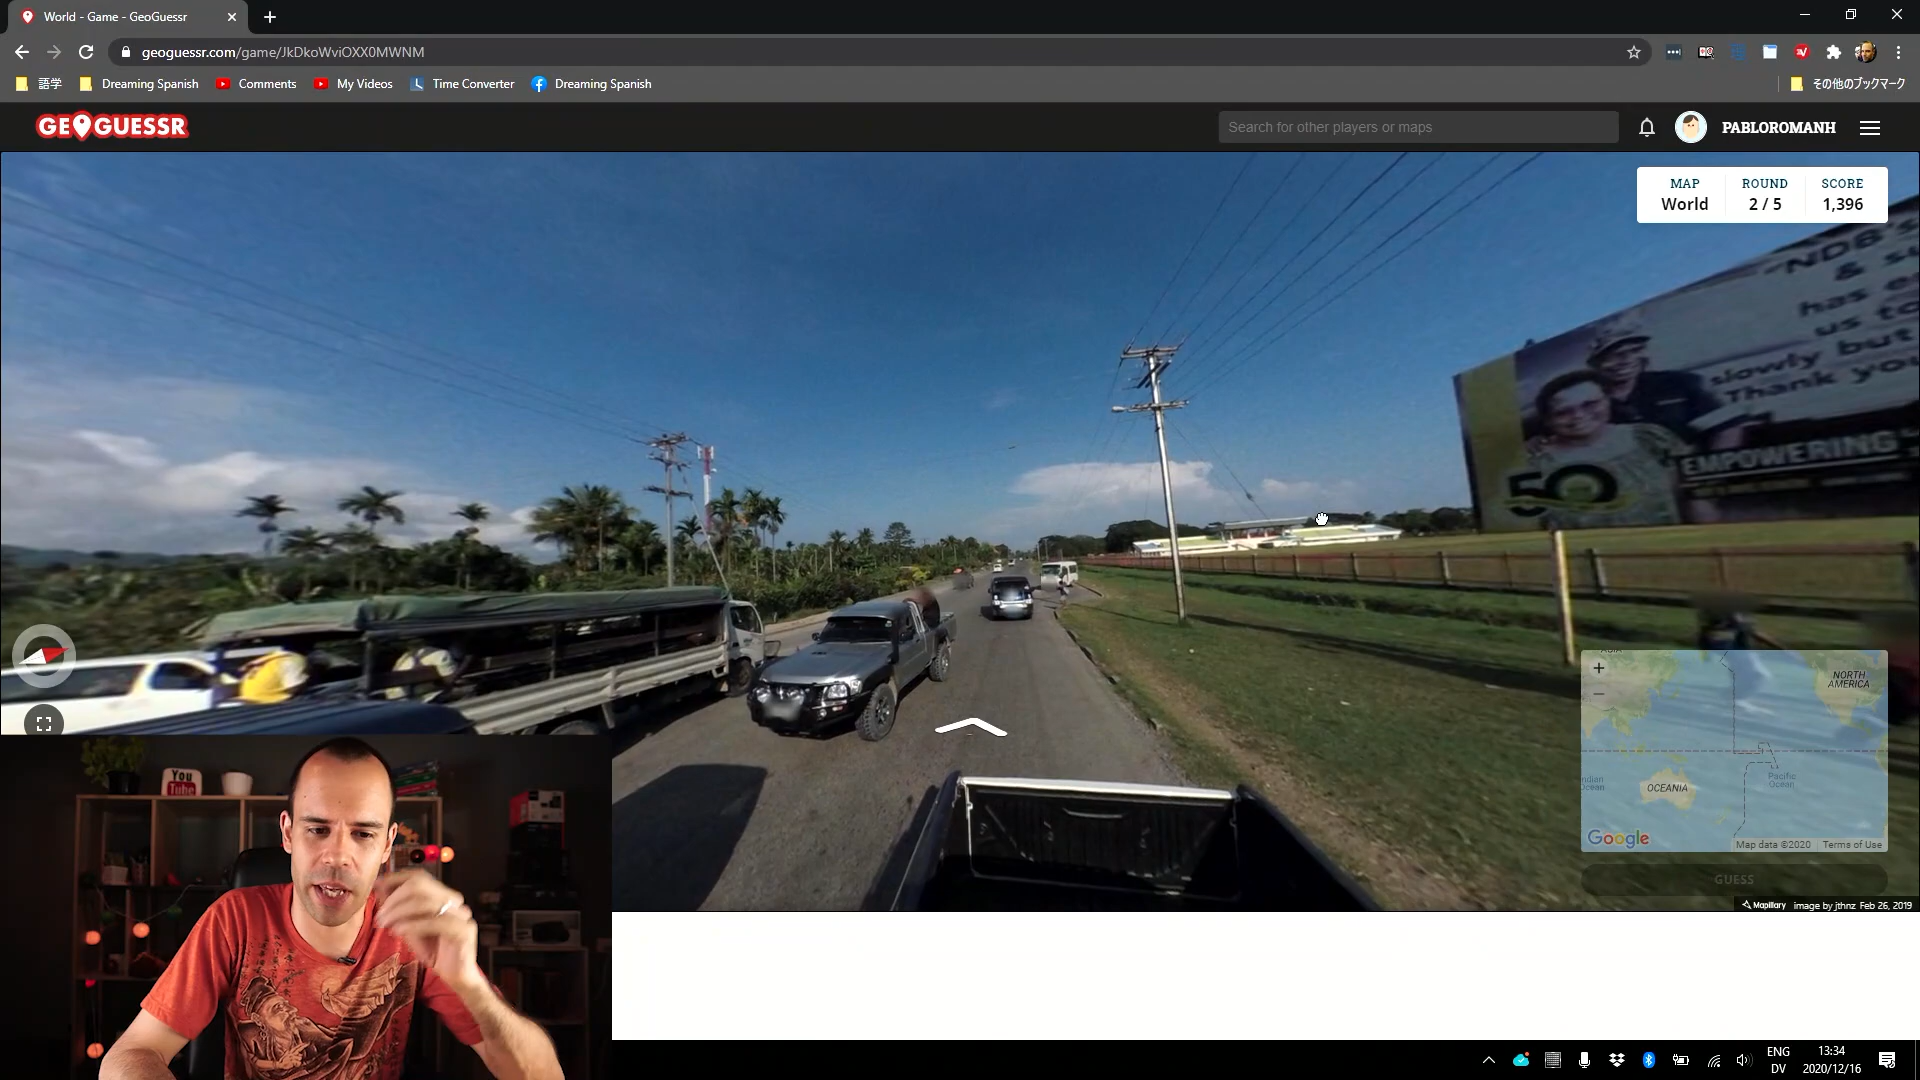 World - Game - GeoGuessr
geoguessr.com/game/JkDkoWviOXX0MWNM
語学
Dreaming Spanish
Comments
My Videos
Time Converter
Dreaming Spanish
その他のブックマーク
GEOGUESSR
Search for other players or maps
PABLOROMANH
MAP
World
ROUND
2 / 5
SCORE
1,396
"NDB's
& su
has e
us to
slowly but
Thank you
50
EMPOWERING
NORTH
AMERICA
OCEANIA
Pacific
Ocean
Google
Map data ©2020
Terms of Use
GUESS
Mapillary image by jthnz Feb 26, 2019
You
Tube
ENG
DV
13:34
2020/12/16